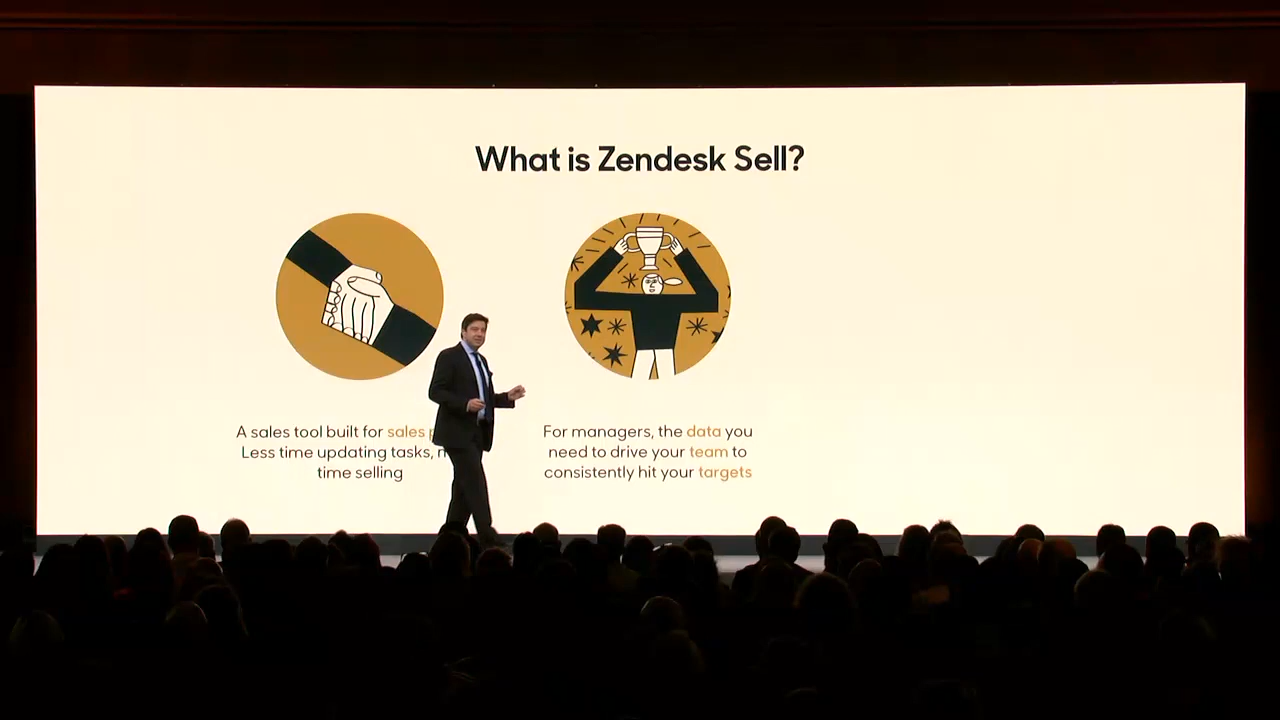 What is Zendesk Sell?
A sales tool built for sales
Less time updating tasks,
time selling
For managers, the data you
need to drive your team to
consistently hit your targets